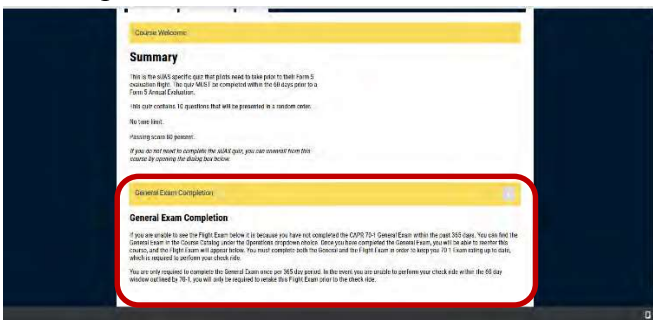 Course Welcome
Summary
This is the sUAS specific quiz that pilots need to take prior to their Form 5
evaluation flight. The quiz MUST be completed within the 60 days prior to a
Form 5 Annual Evaluation.
This quiz contains 10 questions that will be presented in a random order.
No time limit.
Passing score 80 percent.
If you do not need to complete the sUAS quiz, you can unenroll from this
course by opening the dialog box below.
General Exam Completion
General Exam Completion
If you are unable to see the Flight Exam below it is because you have not completed the CAPR 70-1 General Exam within the past 365 days. You can find the
General Exam in the Course Catalog under the Operations dropdown choice. Once you have completed the General Exam, you will be able to reenter this
course, and the Flight Exam will appear below. You must complete both the General and the Flight Exam in order to keep you 70-1 Exam rating up to date,
which is required to perform your check ride.
You are only required to complete the General Exam once per 365 day period. In the event you are unable to perform your check ride within the 60 day
window outlined by 70-1, you will only be required to retake this Flight Exam prior to the check ride.